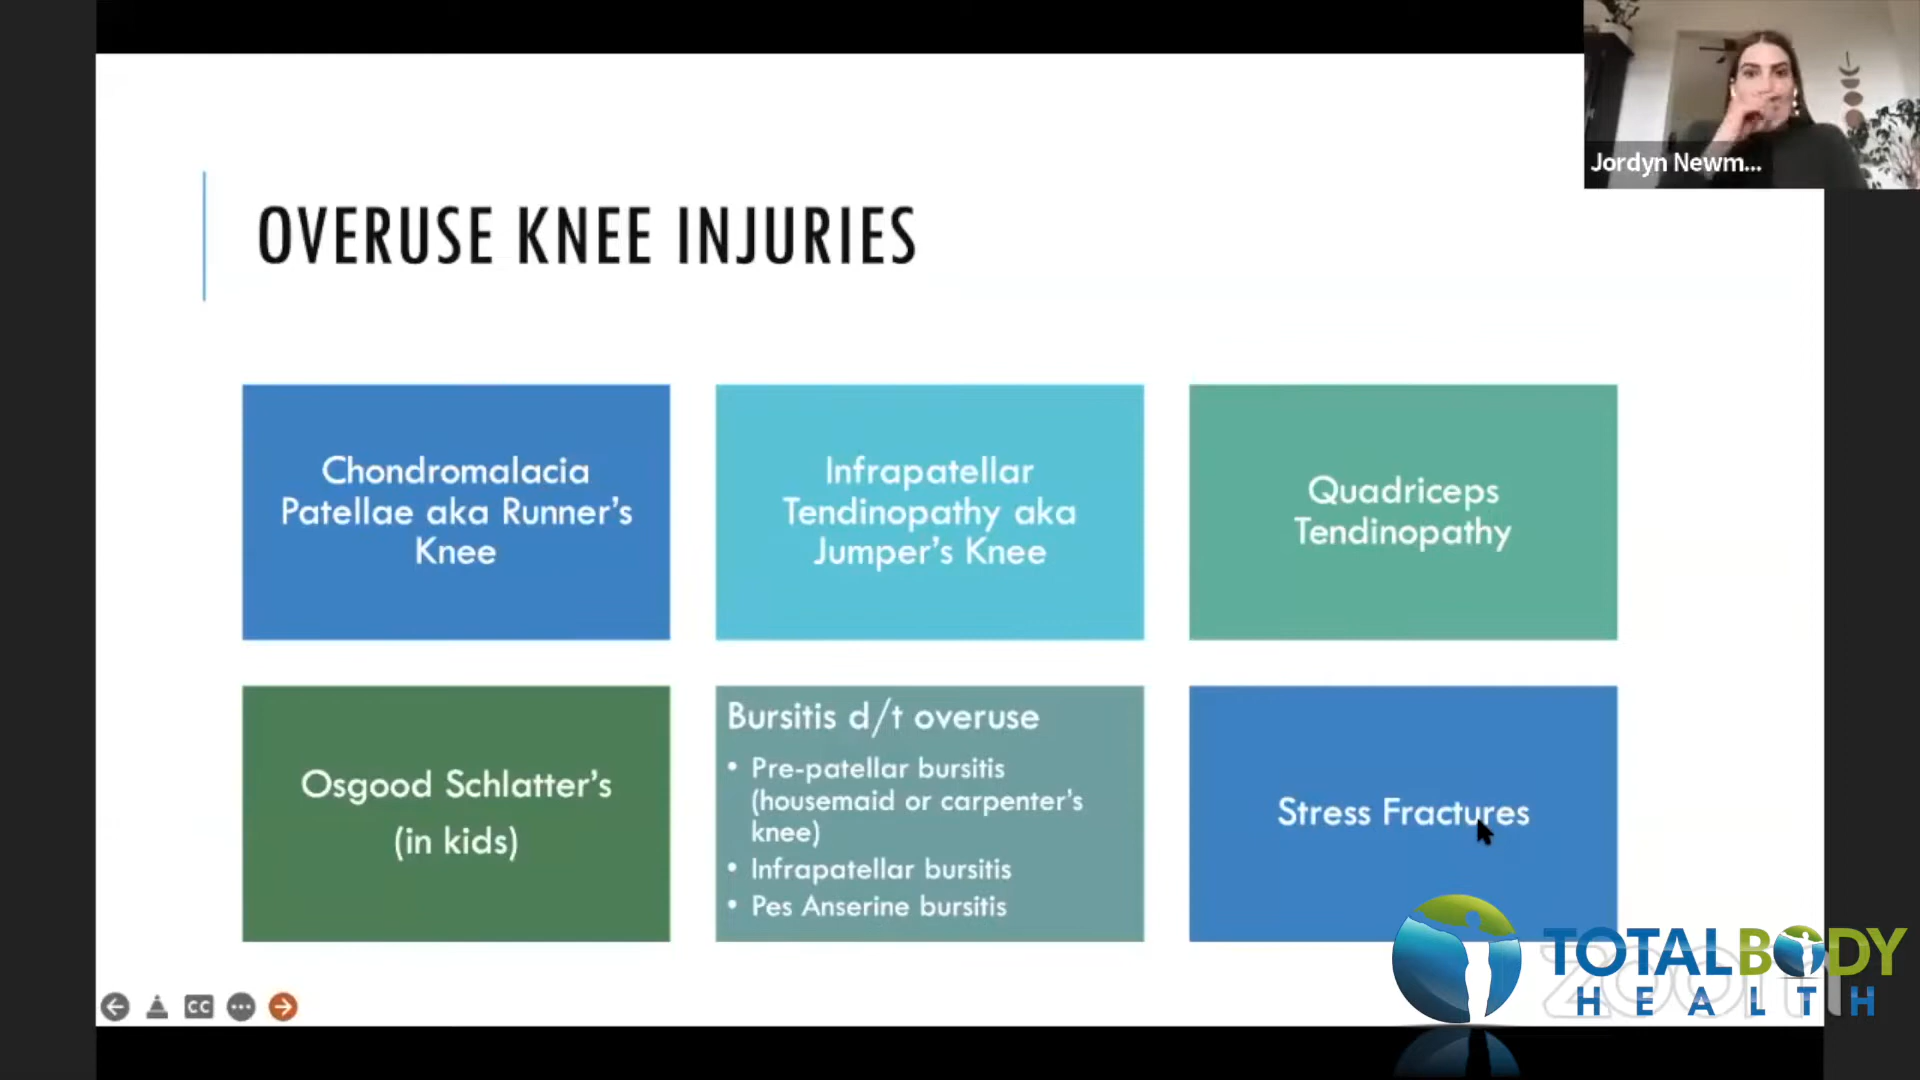 Jordyn Newm...
OVERUSE KNEE INJURIES
Chondromalacia
Patellae aka Runner's
Knee
Infrapatellar
Tendinopathy aka
Jumper's Knee
Quadriceps
Tendinopathy
Osgood Schlatter's
(in kids)
Bursitis d/t overuse
• Pre-patellar bursitis
(housemaid or carpenter's
knee)
• Infrapatellar bursitis
• Pes Anserine bursitis
Stress Fractures
CC
TOTALBODY
HEALTH
zoom